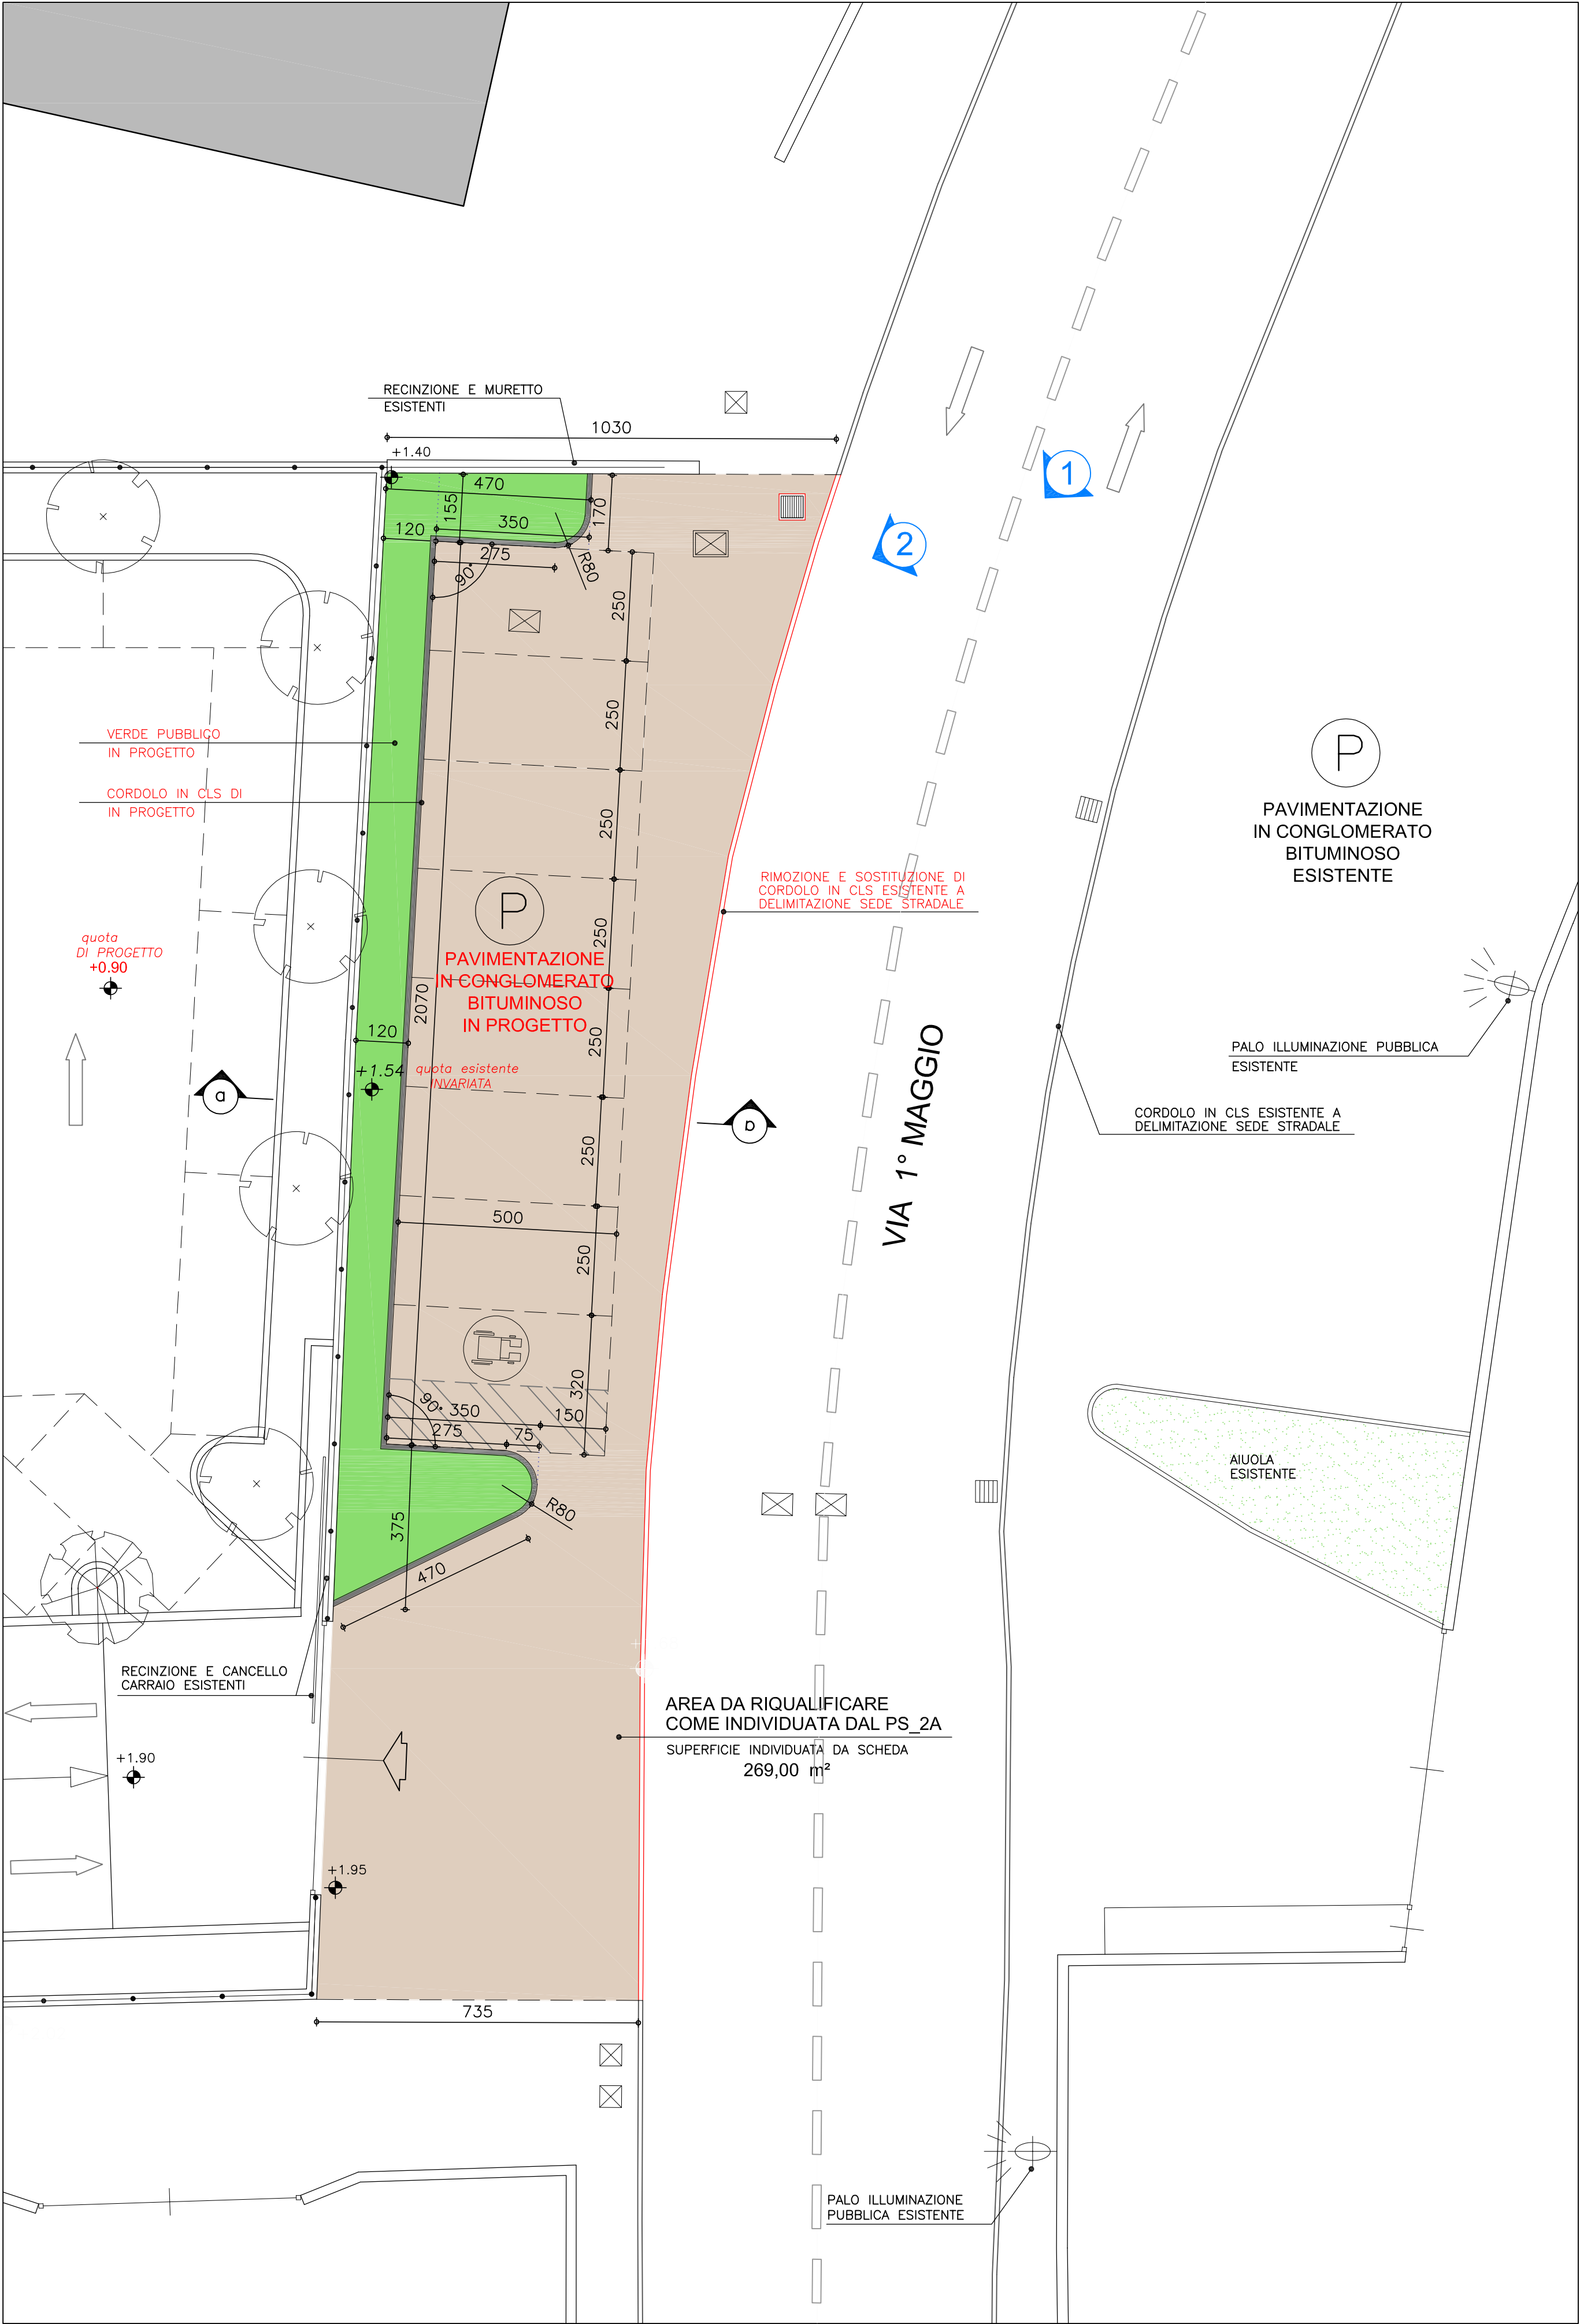 RECINZIONE E MURETTO
ESISTENTI
1030
+1.40
470
155
170
350
120
275
90°
R80
250
250
250
250
250
250
250
320
VERDE PUBBLICO
IN PROGETTO
CORDOLO IN CLS DI
IN PROGETTO
quota
DI PROGETTO
+0.90
P
PAVIMENTAZIONE
IN CONGLOMERATO
BITUMINOSO
IN PROGETTO
2070
120
+1.54
quota esistente
INVARIATA
a
a
500
90°
350
150
275
75
R80
375
470
1
2
RIMOZIONE E SOSTITUZIONE DI
CORDOLO IN CLS ESISTENTE A
DELIMITAZIONE SEDE STRADALE
VIA 1° MAGGIO
P
PAVIMENTAZIONE
IN CONGLOMERATO
BITUMINOSO
ESISTENTE
PALO ILLUMINAZIONE PUBBLICA
ESISTENTE
CORDOLO IN CLS ESISTENTE A
DELIMITAZIONE SEDE STRADALE
AIUOLA
ESISTENTE
RECINZIONE E CANCELLO
CARRAIO ESISTENTI
+1.90
+1.95
AREA DA RIQUALIFICARE
COME INDIVIDUATA DAL PS_2A
SUPERFICIE INDIVIDUATA DA SCHEDA
269,00 m²
735
PALO ILLUMINAZIONE
PUBBLICA ESISTENTE